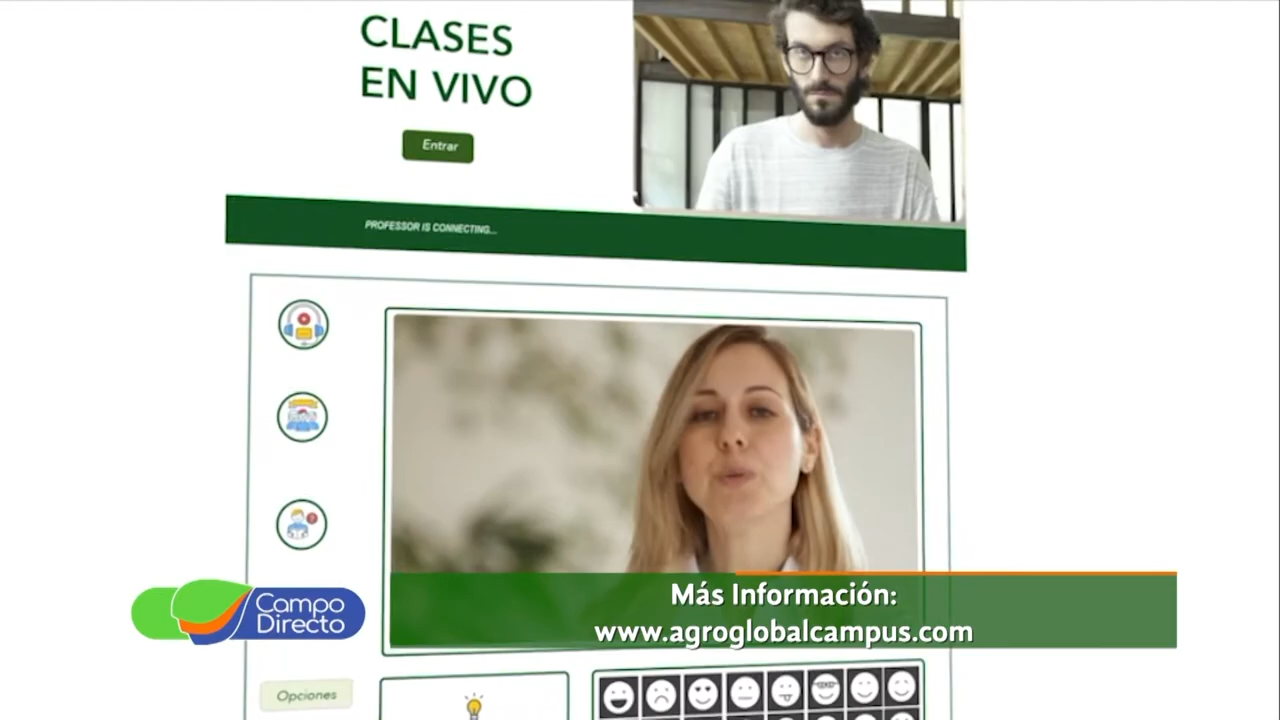 CLASES
EN VIVO
Entrar
PROFESSOR IS CONNECTING...
Más Información:
www.agroglobalcampus.com
Campo
Directo
Opciones